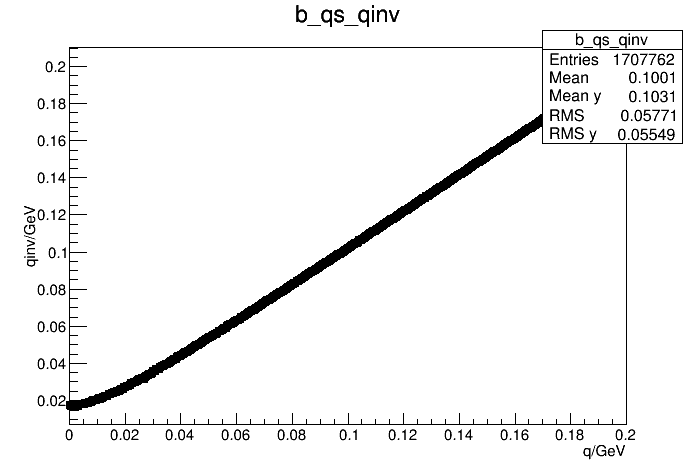 b_qs_qinv
b_qs_qinv
Entries 1707762
Mean 0.1001
Mean y 0.1031
RMS 0.05771
RMS y 0.05549
qinv/GeV
0.2
0.18
0.16
0.14
0.12
0.1
0.08
0.06
0.04
0.02
0 0.02 0.04 0.06 0.08 0.1 0.12 0.14 0.16 0.18 0.2
q/GeV